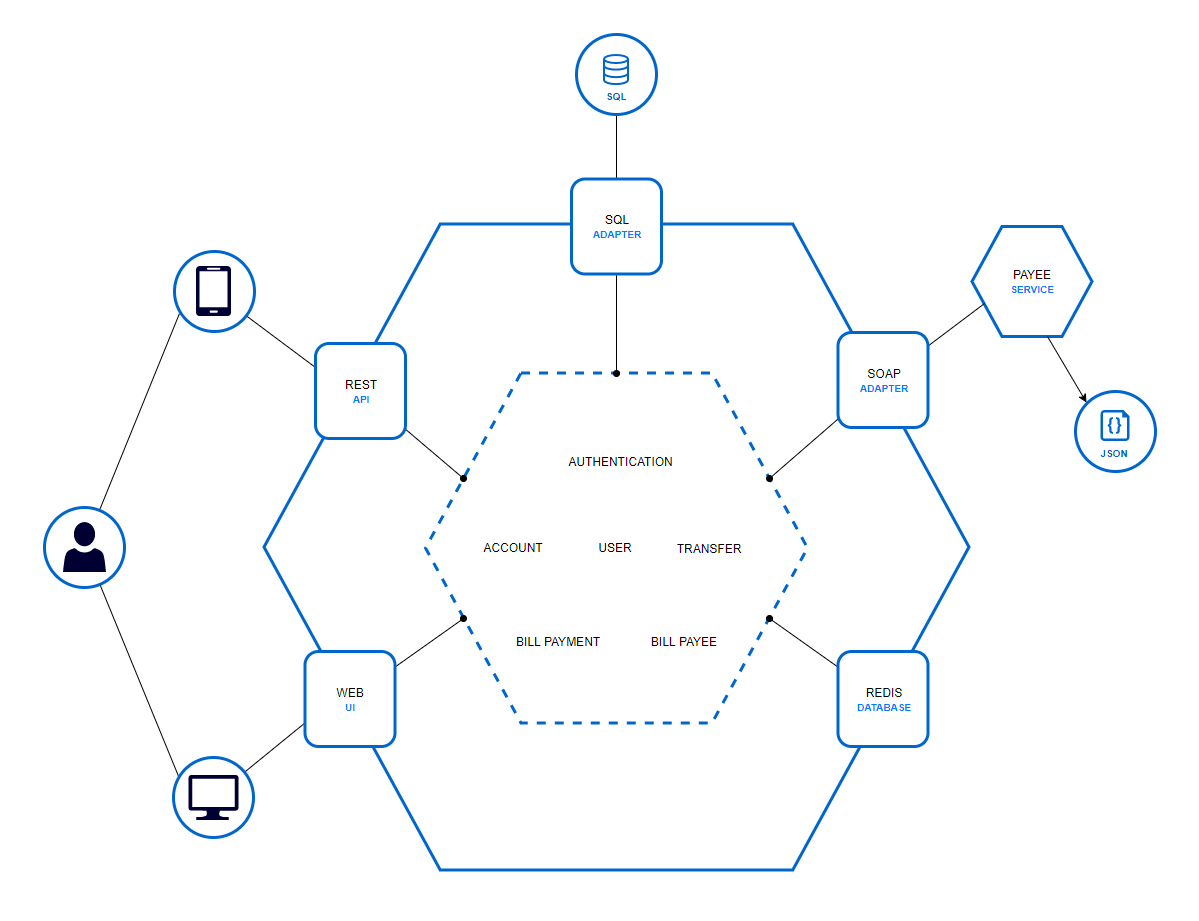 SQL
SQL
ADAPTER
PAYEE
SERVICE
REST
API
SOAP
ADAPTER
JSON
AUTHENTICATION
ACCOUNT
USER
TRANSFER
BILL PAYMENT
BILL PAYEE
WEB
UI
REDIS
DATABASE